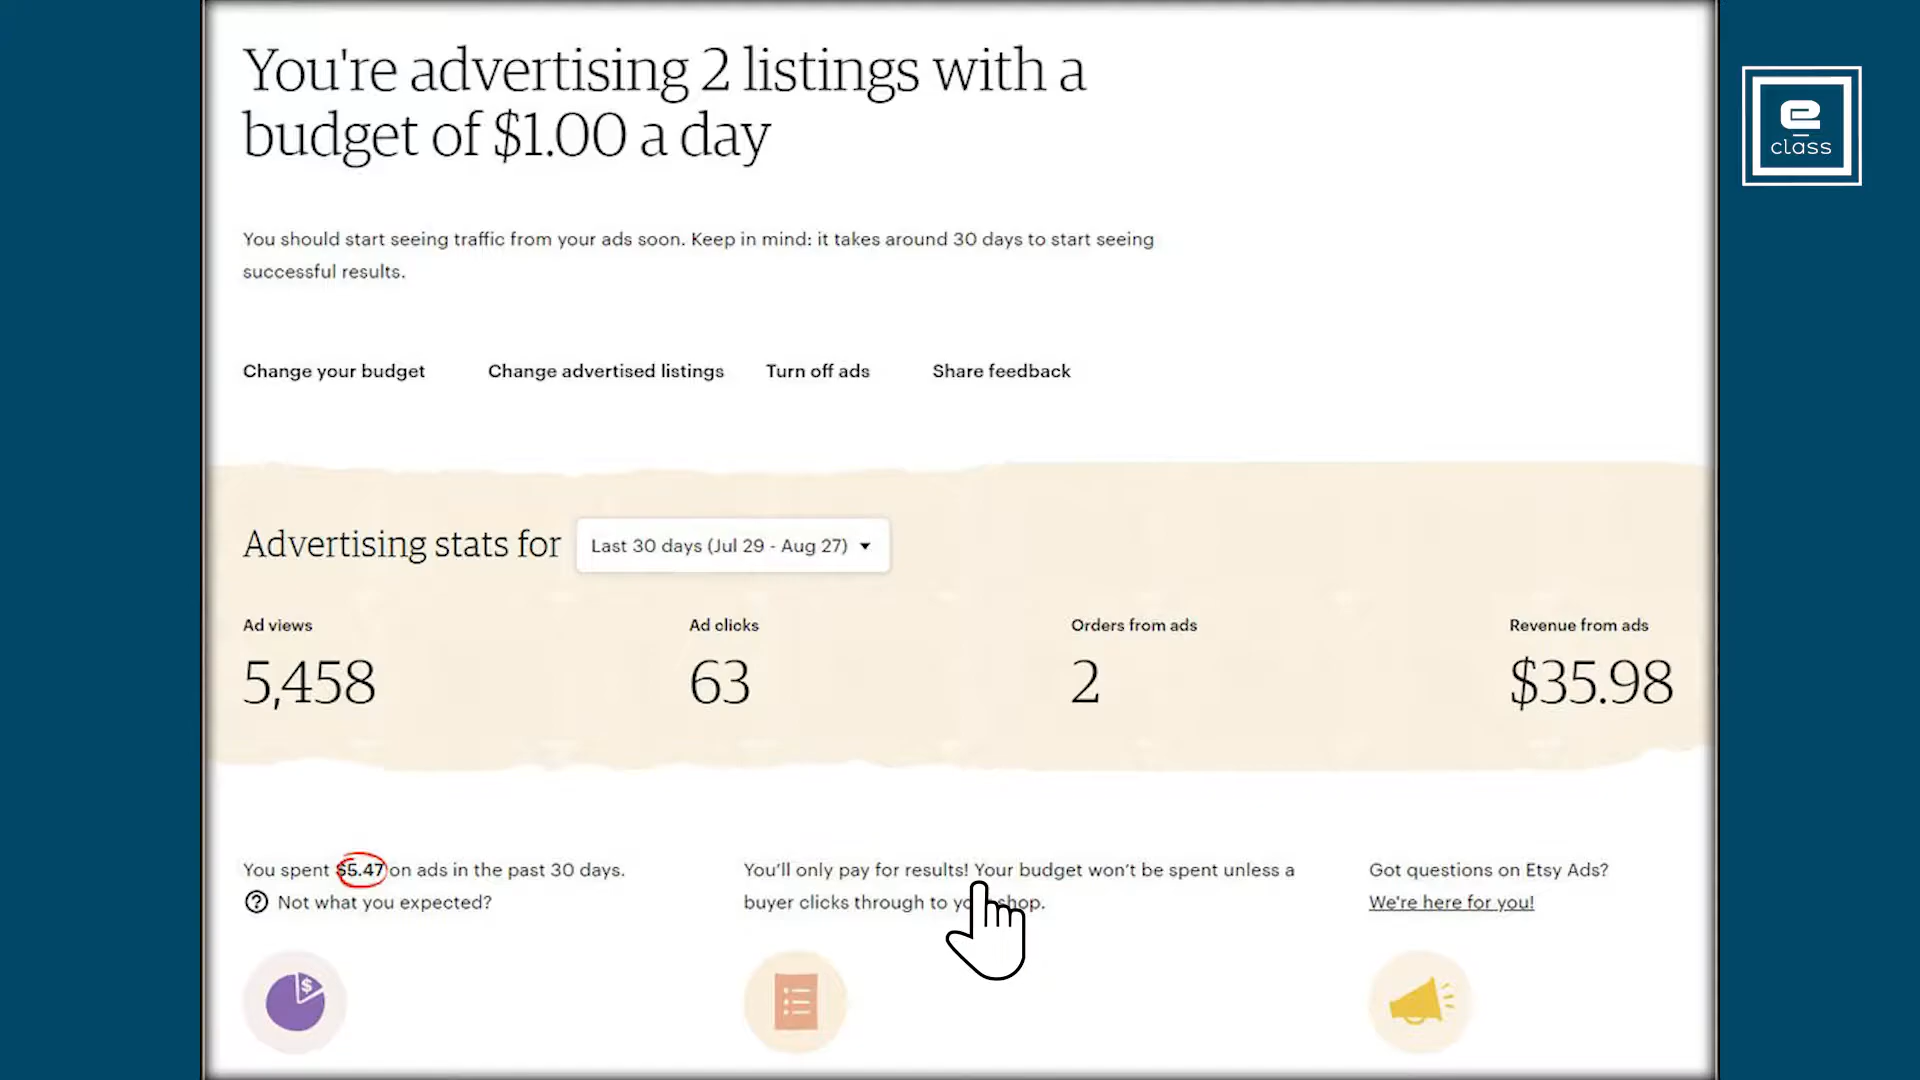 You're advertising 2 listings with a
budget of $1.00 a day
e
class
You should start seeing traffic from your ads soon. Keep in mind: it takes around 30 days to start seeing
successful results.
Change your budget
Change advertised listings
Turn off ads
Share feedback
Advertising stats for
Last 30 days (Jul 29 - Aug 27)
Ad views
5,458
Ad clicks
63
Orders from ads
2
Revenue from ads
$35.98
You spent $5.47 on ads in the past 30 days.
? Not what you expected?
You'll only pay for results! Your budget won't be spent unless a
buyer clicks through to your shop.
Got questions on Etsy Ads?
We're here for you!
$